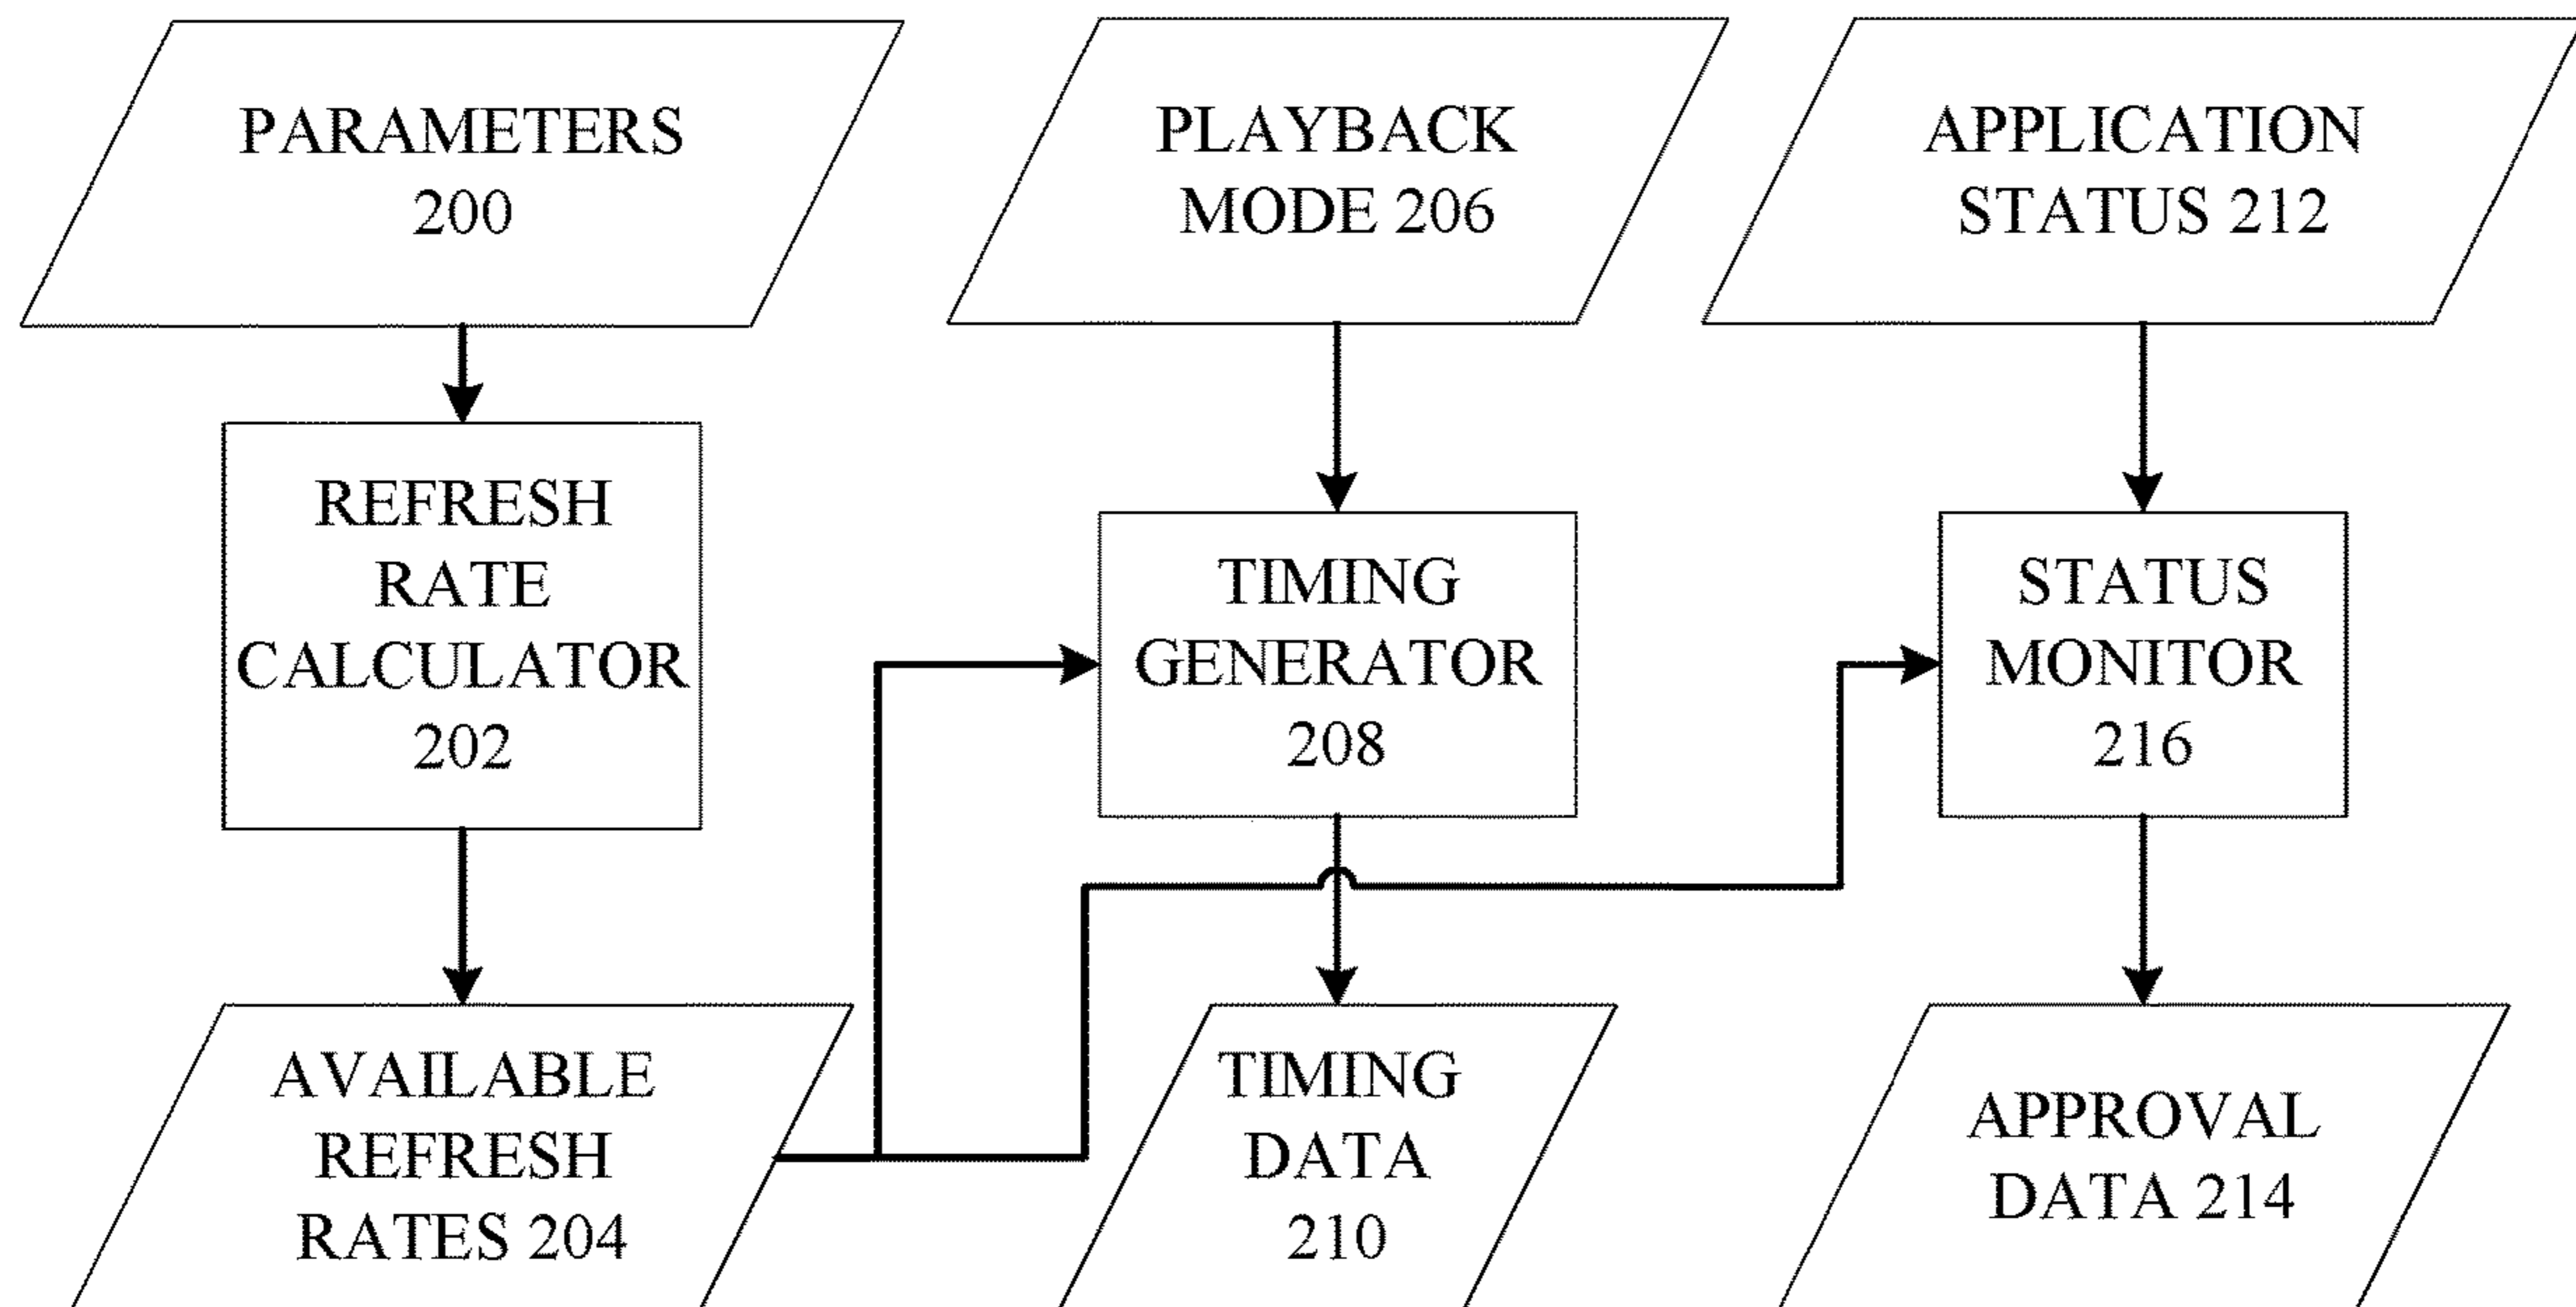 PARAMETERS
200
PLAYBACK
MODE 206
APPLICATION
STATUS 212
REFRESH
RATE
CALCULATOR
202
TIMING
GENERATOR
208
STATUS
MONITOR
216
AVAILABLE
REFRESH
RATES 204
TIMING
DATA
210
APPROVAL
DATA 214